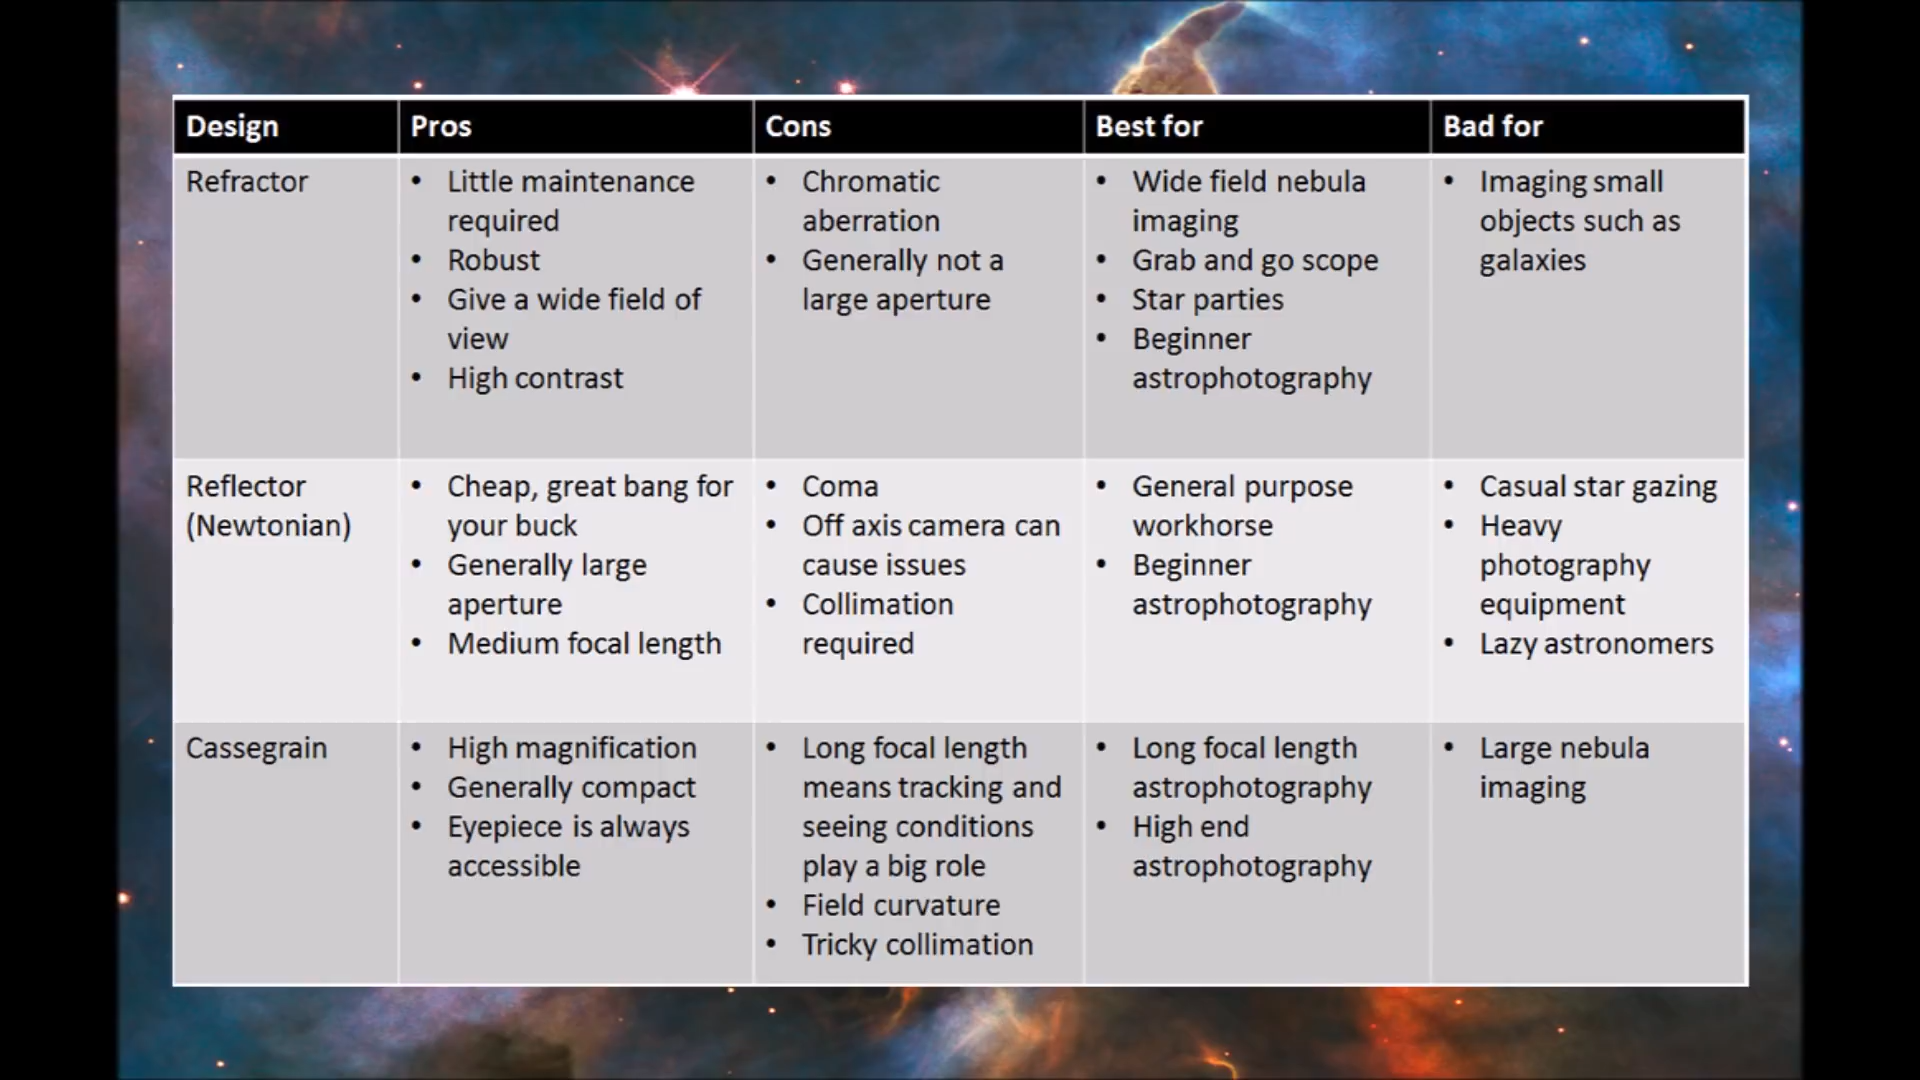 Design Pros Cons Best for Bad for
Refractor
• Little maintenance
required
• Robust
• Give a wide field of
view
• High contrast
• Chromatic
aberration
• Generally not a
large aperture
• Wide field nebula
imaging
• Grab and go scope
• Star parties
• Beginner
astrophotography
• Imaging small
objects such as
galaxies
Reflector
(Newtonian)
• Cheap, great bang for
your buck
• Generally large
aperture
• Medium focal length
• Coma
• Off axis camera can
cause issues
• Collimation
required
• General purpose
workhorse
• Beginner
astrophotography
• Casual star gazing
• Heavy
photography
equipment
• Lazy astronomers
Cassegrain
• High magnification
• Generally compact
• Eyepiece is always
accessible
• Long focal length
means tracking and
seeing conditions
play a big role
• Field curvature
• Tricky collimation
• Long focal length
astrophotography
• High end
astrophotography
• Large nebula
imaging